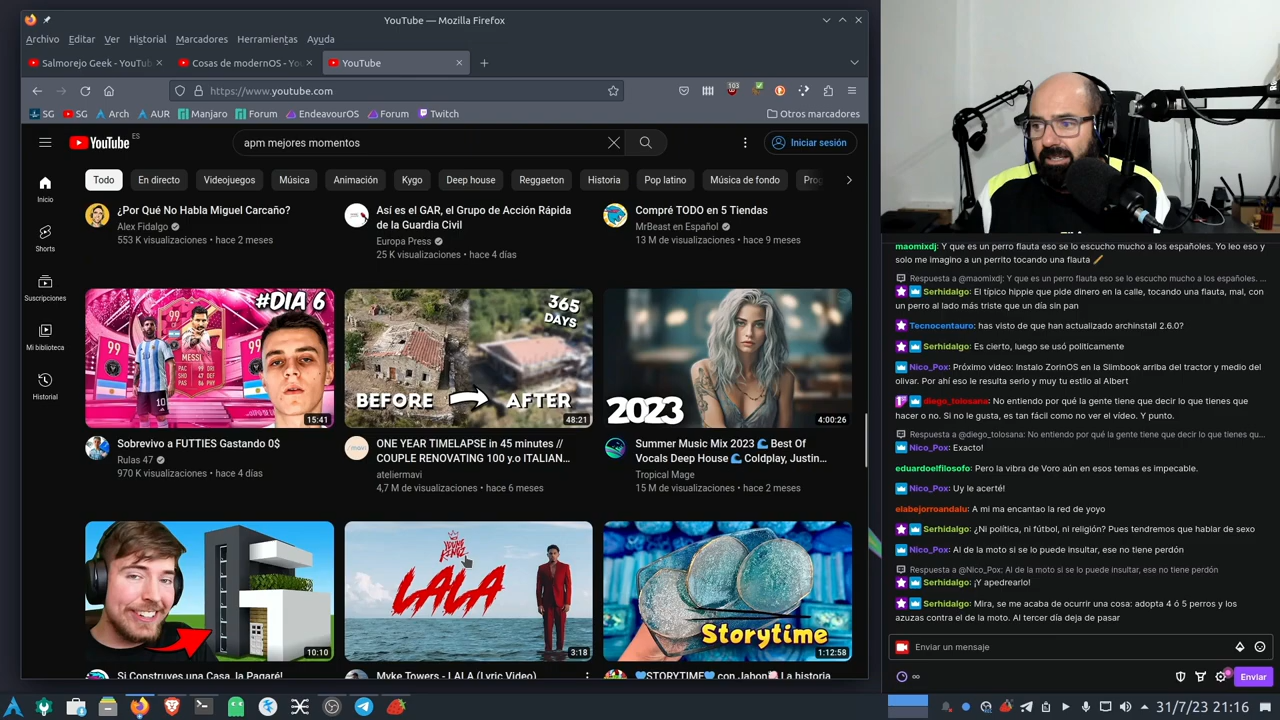 YouTube — Mozilla Firefox
Archivo Editar Ver Historial Marcadores Herramientas Ayuda
Salmorejo Geek - YouTub
Cosas de modernOS - Yo
YouTube
https://www.youtube.com
103
SG SG Arch AUR Manjaro Forum EndeavourOS Forum Twitch Otros marcadores
YouTube ES
apm mejores momentos
Iniciar sesión
Todo En directo Videojuegos Música Animación Kygo Deep house Reggaeton Historia Pop latino Música de fondo Pro
Inicio
Shorts
Suscripciones
Mi biblioteca
Historial
¿Por Qué No Habla Miguel Carcaño?
Alex Fidalgo
553 K visualizaciones • hace 2 meses
Así es el GAR, el Grupo de Acción Rápida
de la Guardia Civil
Europa Press
25 K visualizaciones • hace 4 días
Compré TODO en 5 Tiendas
MrBeast en Español
13 M de visualizaciones • hace 9 meses
#DIA 6
99
MESSI
15:41
365
DAYS
BEFORE AFTER
48:21
2023
4:00:26
Sobrevivo a FUTTIES Gastando 0$
Rulas 47
970 K visualizaciones • hace 4 días
ONE YEAR TIMELAPSE in 45 minutes //
COUPLE RENOVATING 100 y.o ITALIAN...
ateliermavi
4,7 M de visualizaciones • hace 6 meses
Summer Music Mix 2023 🌊 Best Of
Vocals Deep House 🌊 Coldplay, Justin...
Tropical Mage
15 M de visualizaciones • hace 2 meses
10:10
LALA
3:18
Storytime
1:12:58
Si Construyes una Casa, la Pagaré!
Myke Towers - LALA (Lyric Video)
💙STORYTIME💙 con Jabon La historia
maomixdj: Y que es un perro flauta eso se lo escucho mucho a los españoles. Yo leo eso y
solo me imagino a un perrito tocando una flauta
Respuesta a @maomixdj: Y que es un perro flauta eso se lo escucho mucho a los españoles. ...
Serhidalgo: El típico hippie que pide dinero en la calle, tocando una flauta, mal, con
un perro al lado más triste que un día sin pan
Tecnocentauro: has visto de que han actualizado archinstall 2.6.0?
Serhidalgo: Es cierto, luego se usó politicamente
Nico_Pox: Próximo video: Instalo ZorinOS en la Slimbook arriba del tractor y medio del
olivar. Por ahí eso le resulta serio y muy tu estilo al Albert
diego_tolosana: No entiendo por qué la gente tiene que decir lo que tienes que
hacer o no. Si no le gusta, es tan fácil como no ver el vídeo. Y punto.
Respuesta a @diego_tolosana: No entiendo por qué la gente tiene que decir lo que tienes qu...
Nico_Pox: Exacto!
eduardoelfilosofo: Pero la vibra de Voro aún en esos temas es impecable.
Nico_Pox: Uy le acerté!
elabejorroandalu: A mi ma encantao la red de yoyo
Serhidalgo: ¿Ni política, ni fútbol, ni religión? Pues tendremos que hablar de sexo
Nico_Pox: Al de la moto si se lo puede insultar, ese no tiene perdón
Respuesta a @Nico_Pox: Al de la moto si se lo puede insultar, ese no tiene perdón
Serhidalgo: ¡Y apedrearlo!
Serhidalgo: Mira, se me acaba de ocurrir una cosa: adopta 4 ó 5 perros y los
azuzas contra el de la moto. Al tercer día deja de pasar
Enviar un mensaje
Enviar
31/7/23 21:16